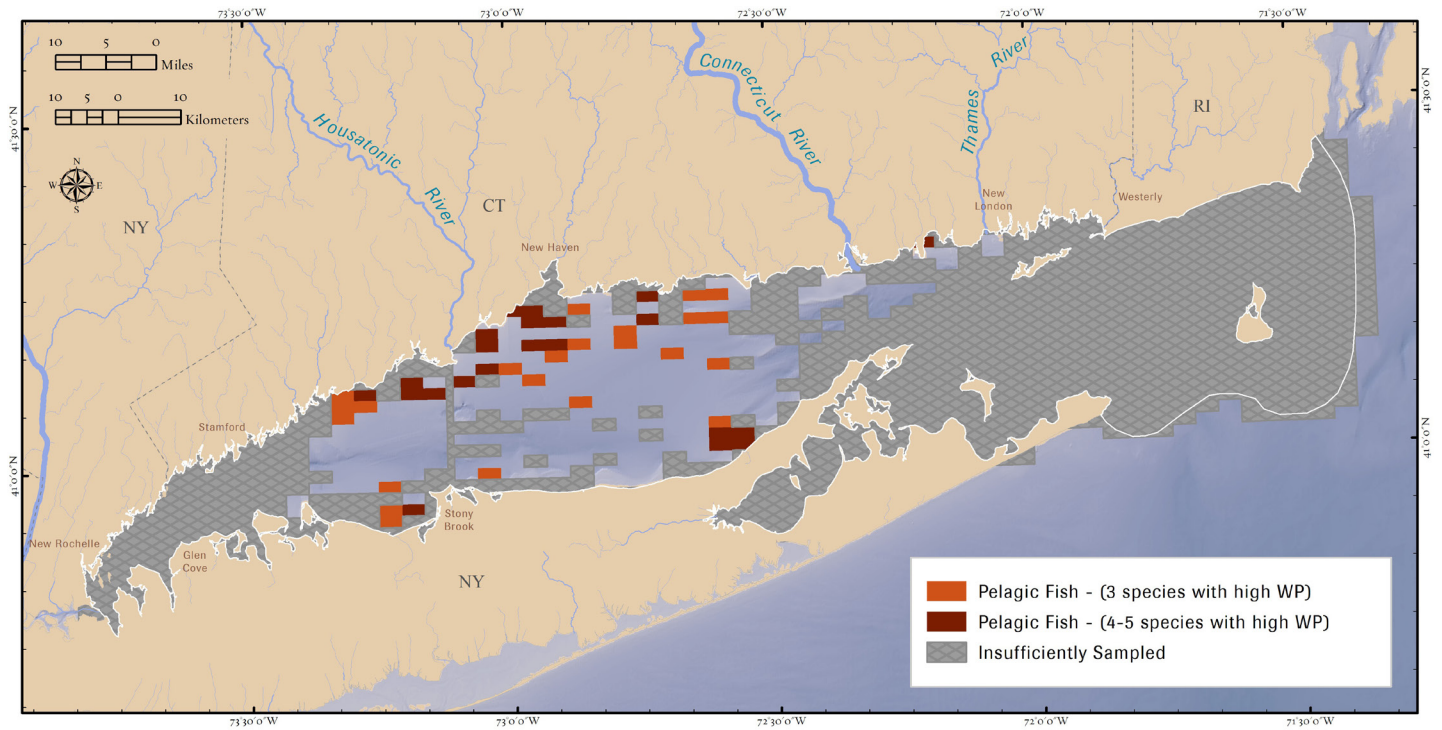 73°30'0"W 73°0'0"W 72°30'0"W 72°0'0"W 71°30'0"W
10 5 0
Miles
10 5 0 10
Kilometers
N
W E
S
41°30'0"N
41°30'0"N
Housatonic River
Connecticut River
Thames River
RI
CT
NY
New Haven
New
London
Westerly
Stamford
41°0'0"N
41°0'0"N
New Rochelle
Glen
Cove
Stony
Brook
NY
Pelagic Fish - (3 species with high WP)
Pelagic Fish - (4-5 species with high WP)
Insufficiently Sampled
73°30'0"W 73°0'0"W 72°30'0"W 72°0'0"W 71°30'0"W